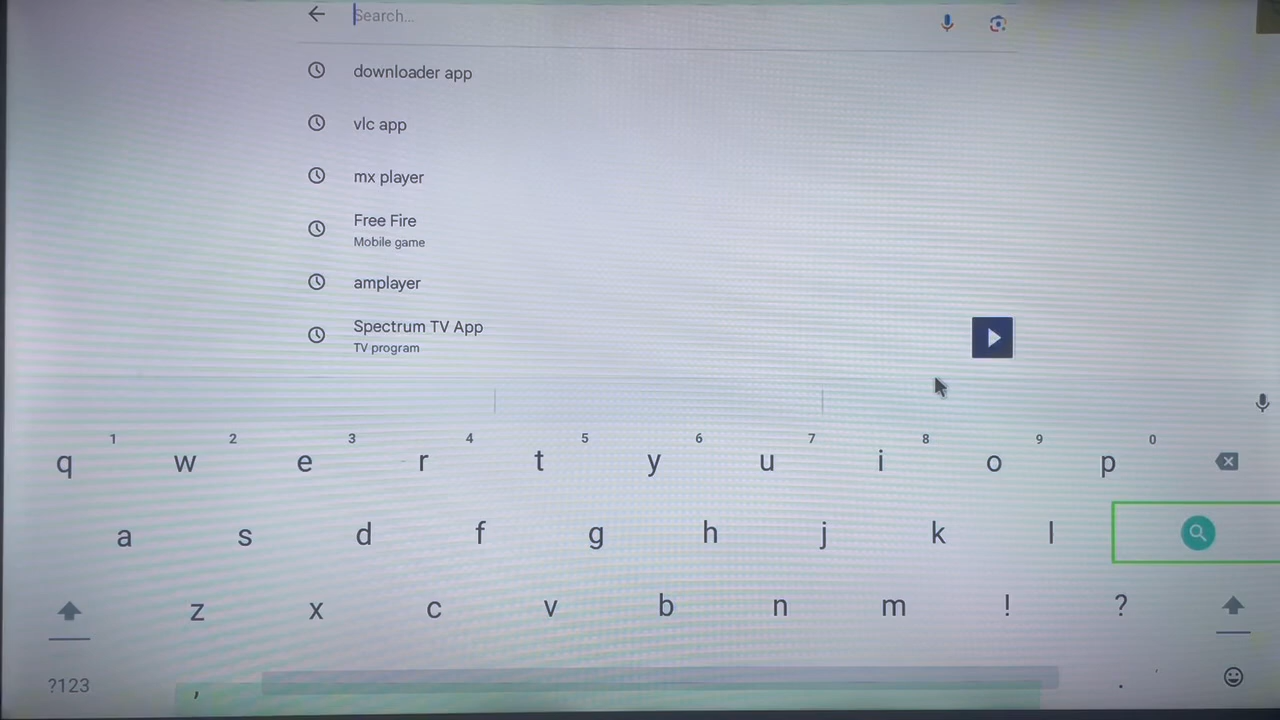 Search...
downloader app
vlc app
mx player
Free Fire
Mobile game
amplayer
Spectrum TV App
TV program
1 2 3 4 5 6 7 8 9 0
q w e r t y u i o p
a s d f g h j k l
z x c v b n m ! ?
?123 , .